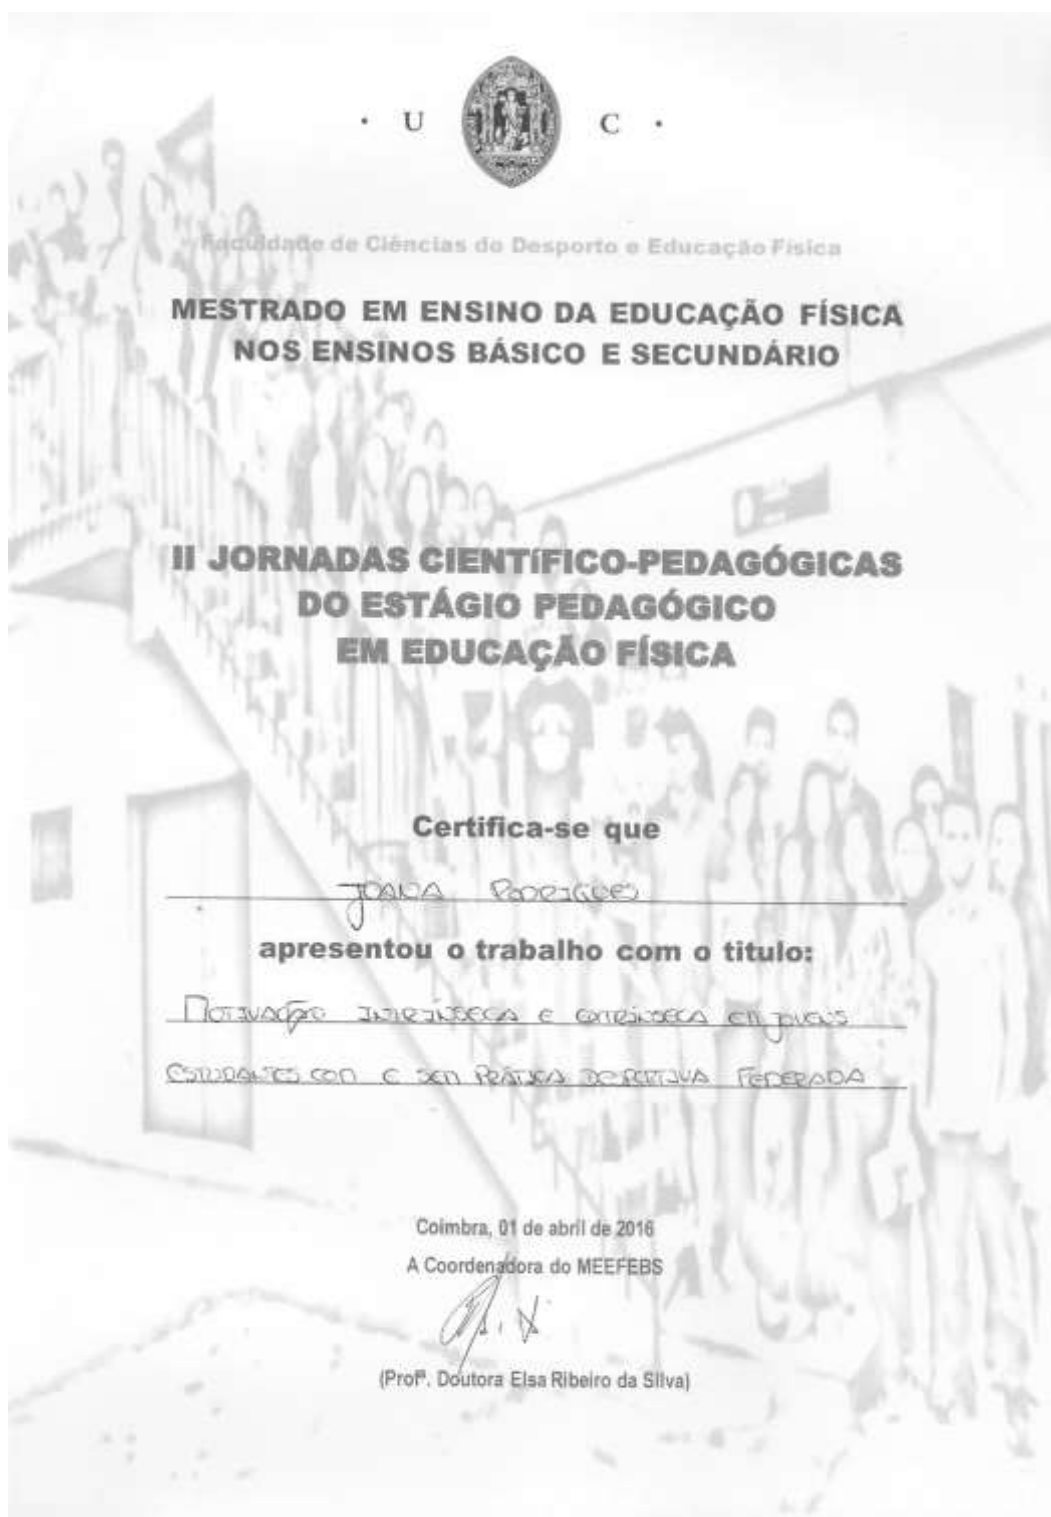 · U C ·
Faculdade de Ciências do Desporto e Educação Física
MESTRADO EM ENSINO DA EDUCAÇÃO FÍSICA
NOS ENSINOS BÁSICO E SECUNDÁRIO
II JORNADAS CIENTÍFICO-PEDAGÓGICAS
DO ESTÁGIO PEDAGÓGICO
EM EDUCAÇÃO FÍSICA
Certifica-se que
JOANA RODRIGUES
apresentou o trabalho com o titulo:
MOTIVAÇÃO INTRÍNSECA E EXTRÍNSECA EM JOVENS
ESTUDANTES COM E SEM PRÁTICA DESPORTIVA FEDERADA
Coimbra, 01 de abril de 2016
A Coordenadora do MEEFEBS
(Profª. Doutora Elsa Ribeiro da Silva)